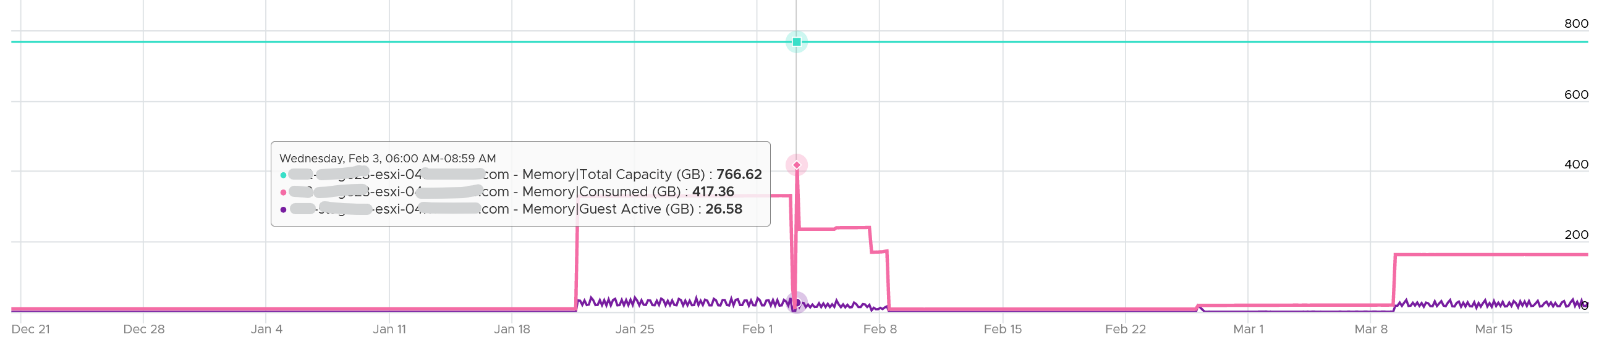 800
600
400
200
0
Wednesday, Feb 3, 06:00 AM-08:59 AM
-esxi-04 .com - Memory|Total Capacity (GB) : 766.62
-esxi-04 .com - Memory|Consumed (GB) : 417.36
-esxi-04 .com - Memory|Guest Active (GB) : 26.58
Dec 21 Dec 28 Jan 4 Jan 11 Jan 18 Jan 25 Feb 1 Feb 8 Feb 15 Feb 22 Mar 1 Mar 8 Mar 15